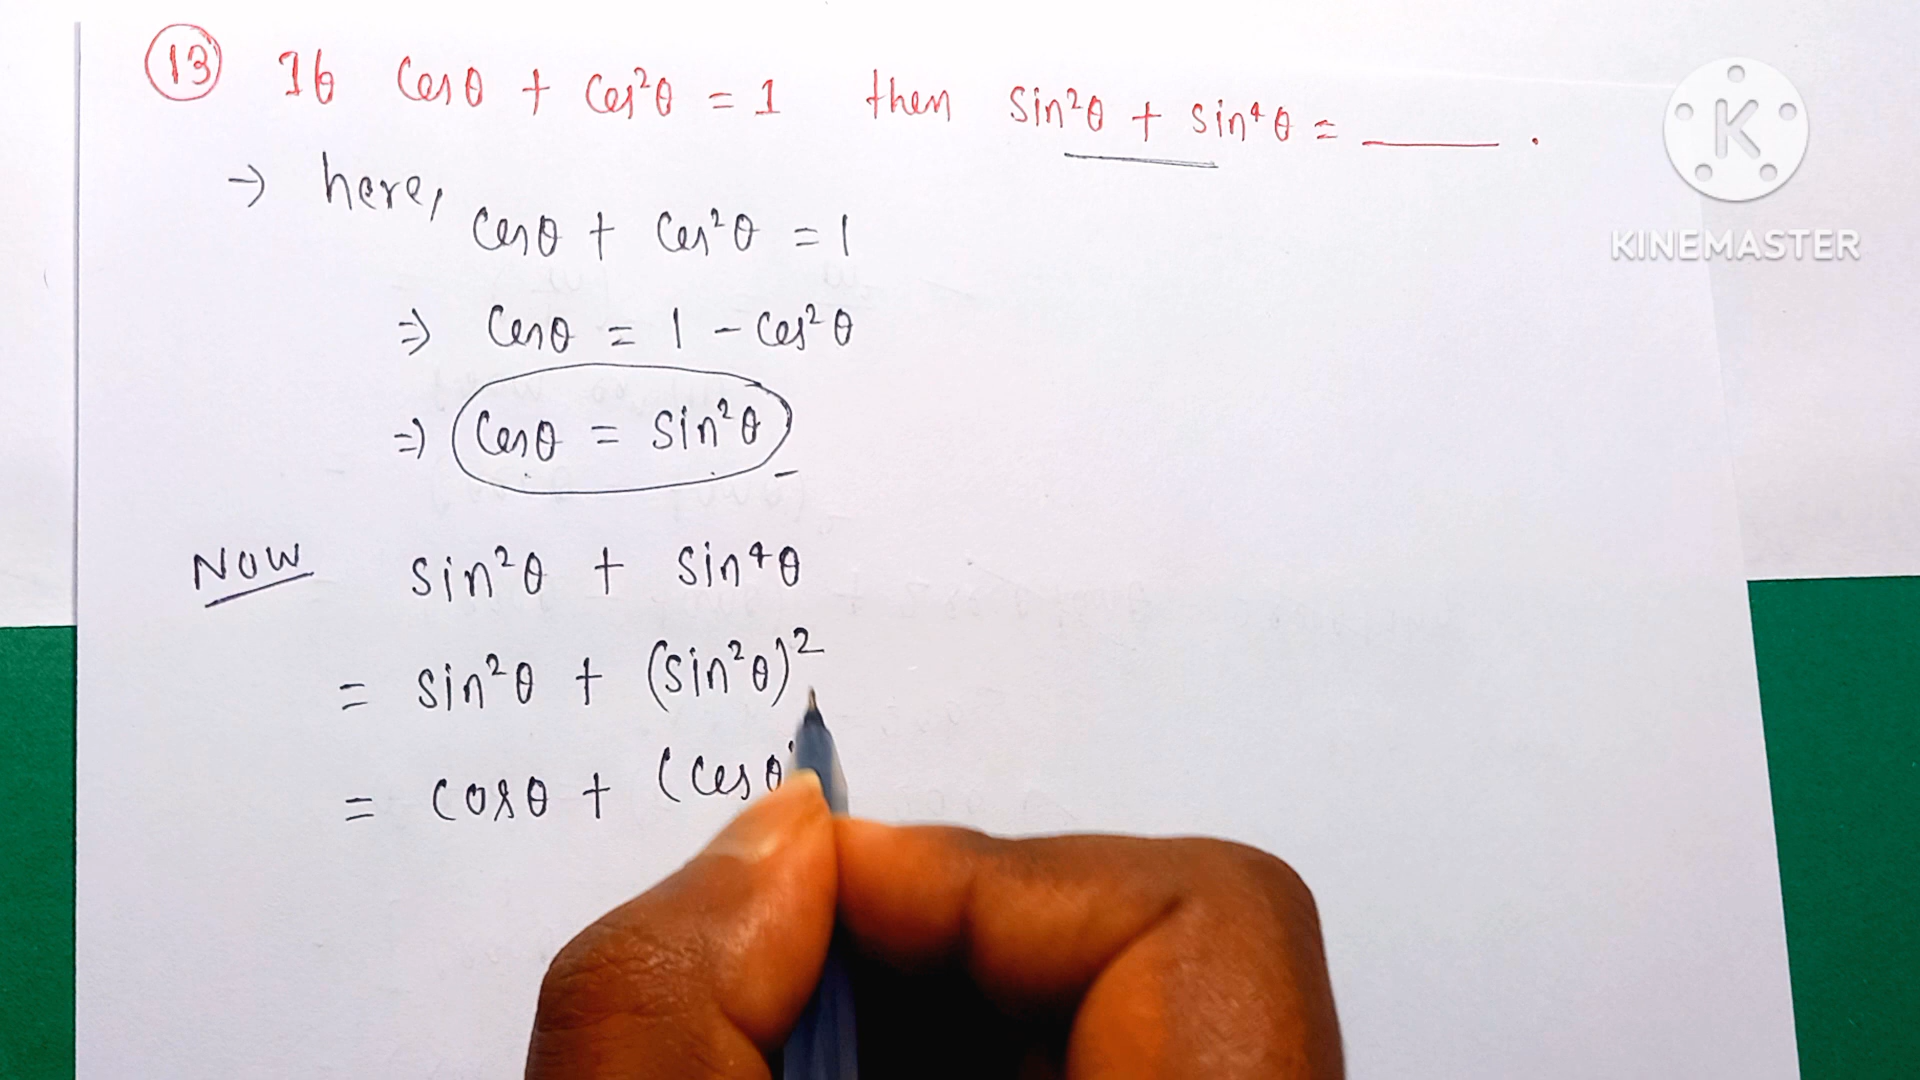 13 If cosθ + cos²θ = 1 then sin²θ + sin⁴θ = ____ .
→ here,
cosθ + cos²θ = 1
⇒ cosθ = 1 - cos²θ
⇒ cosθ = sin²θ
NOW sin²θ + sin⁴θ
= sin²θ + (sin²θ)²
= cosθ + (cosθ
K
KINEMASTER